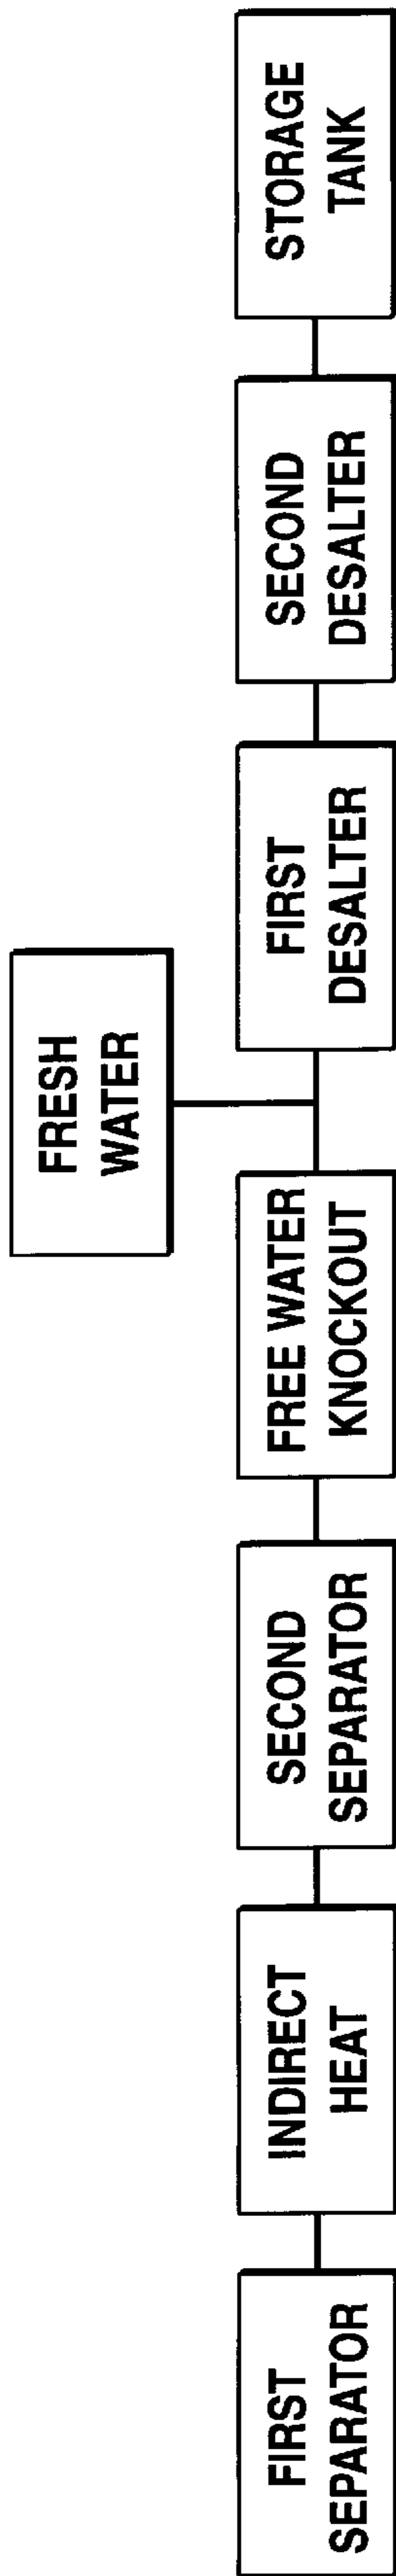 FRESH
WATER
FIRST
SEPARATOR
INDIRECT
HEAT
SECOND
SEPARATOR
FREE WATER
KNOCKOUT
FIRST
DESALTER
SECOND
DESALTER
STORAGE
TANK